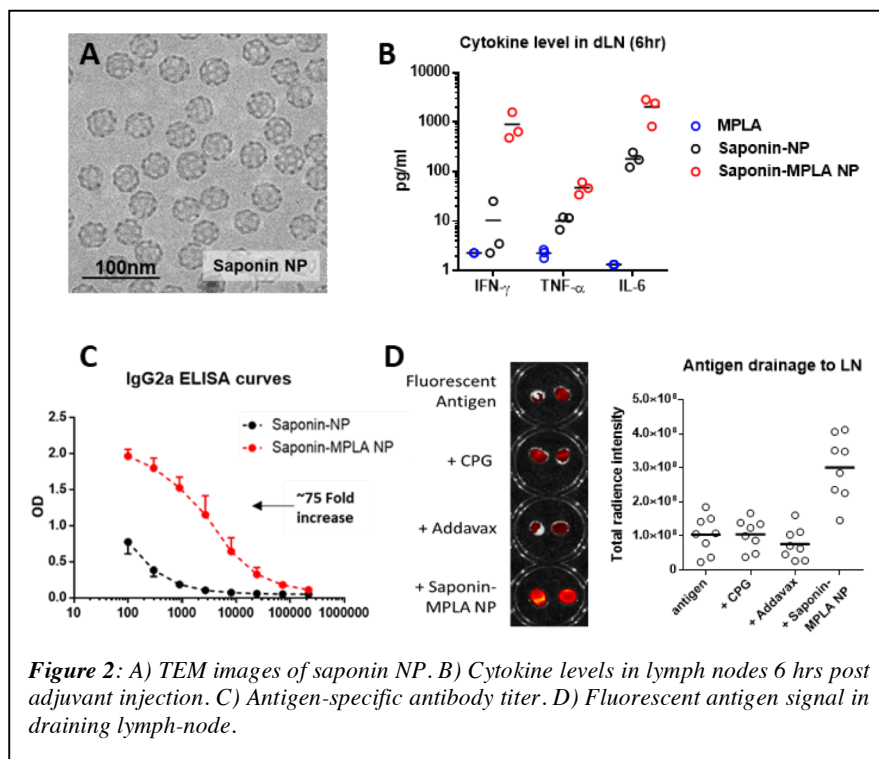 A
100nm
Saponin NP
B
Cytokine level in dLN (6hr)
pg/ml
10000
1000
100
10
1
IFN-γ TNF-α IL-6
MPLA
Saponin-NP
Saponin-MPLA NP
C
IgG2a ELISA curves
OD
2.5
2.0
1.5
1.0
0.5
0.0
10 100 1000 10000 100000 1000000
Saponin-NP
Saponin-MPLA NP
~75 Fold
increase
D
Fluorescent
Antigen
+ CPG
+ Addavax
+ Saponin-
MPLA NP
Antigen drainage to LN
Total radience intensity
5.0×10⁸
4.0×10⁸
3.0×10⁸
2.0×10⁸
1.0×10⁸
0
antigen
+ CPG
+ Addavax
+ Saponin-
MPLA NP
Figure 2: A) TEM images of saponin NP. B) Cytokine levels in lymph nodes 6 hrs post
adjuvant injection. C) Antigen-specific antibody titer. D) Fluorescent antigen signal in
draining lymph-node.